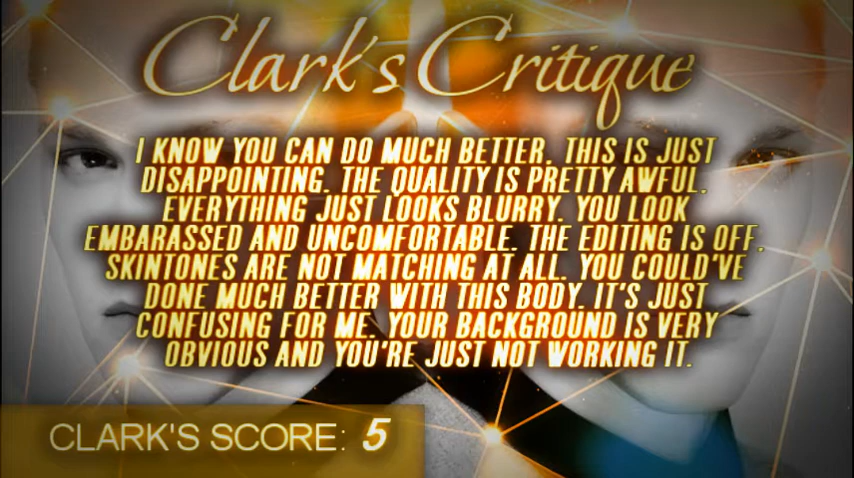 Clark's Critique
I KNOW YOU CAN DO MUCH BETTER. THIS IS JUST
DISAPPOINTING. THE QUALITY IS PRETTY AWFUL.
EVERYTHING JUST LOOKS BLURRY. YOU LOOK
EMBARASSED AND UNCOMFORTABLE. THE EDITING IS OFF.
SKINTONES ARE NOT MATCHING AT ALL. YOU COULD'VE
DONE MUCH BETTER WITH THIS BODY. IT'S JUST
CONFUSING FOR ME. YOUR BACKGROUND IS VERY
OBVIOUS AND YOU'RE JUST NOT WORKING IT.
CLARK'S SCORE: 5